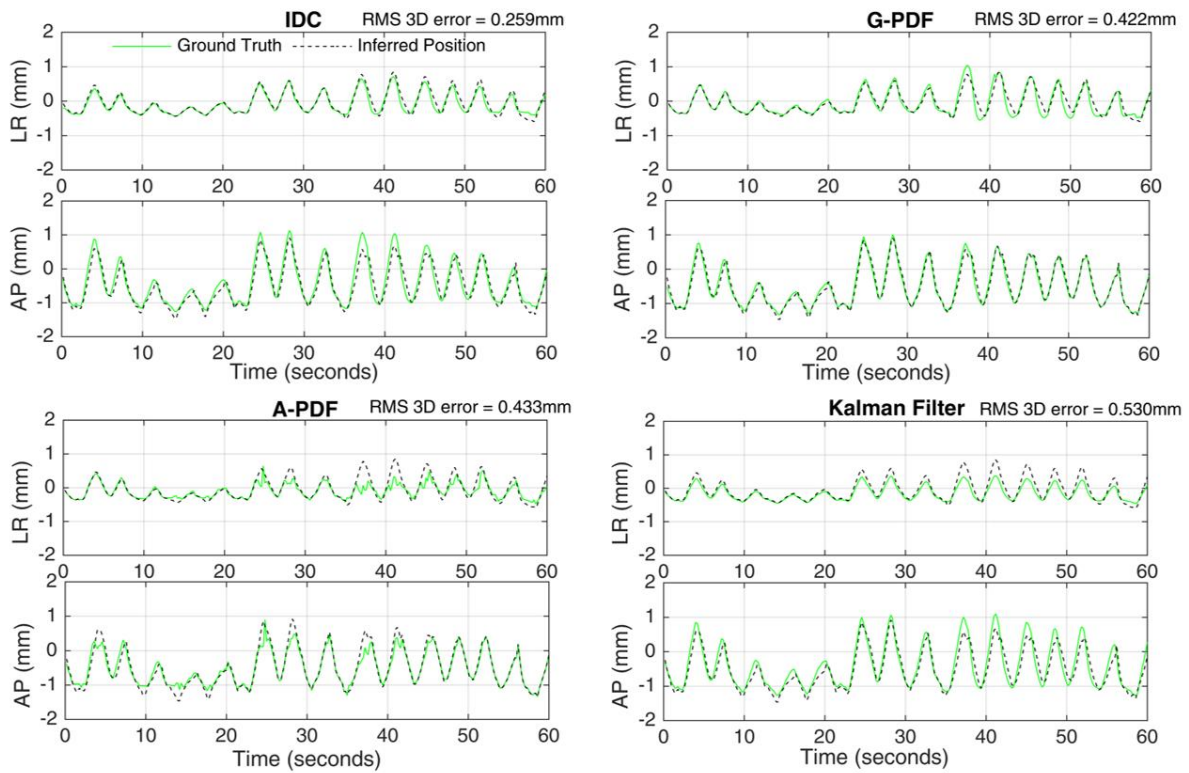 IDC RMS 3D error = 0.259mm
Ground Truth Inferred Position
LR (mm)
2
1
0
-1
-2
0 10 20 30 40 50 60
AP (mm)
2
1
0
-1
-2
0 10 20 30 40 50 60
Time (seconds)
G-PDF RMS 3D error = 0.422mm
LR (mm)
2
1
0
-1
-2
0 10 20 30 40 50 60
AP (mm)
2
1
0
-1
-2
0 10 20 30 40 50 60
Time (seconds)
A-PDF RMS 3D error = 0.433mm
LR (mm)
2
1
0
-1
-2
0 10 20 30 40 50 60
AP (mm)
2
1
0
-1
-2
0 10 20 30 40 50 60
Time (seconds)
Kalman Filter RMS 3D error = 0.530mm
LR (mm)
2
1
0
-1
-2
0 10 20 30 40 50 60
AP (mm)
2
1
0
-1
-2
0 10 20 30 40 50 60
Time (seconds)